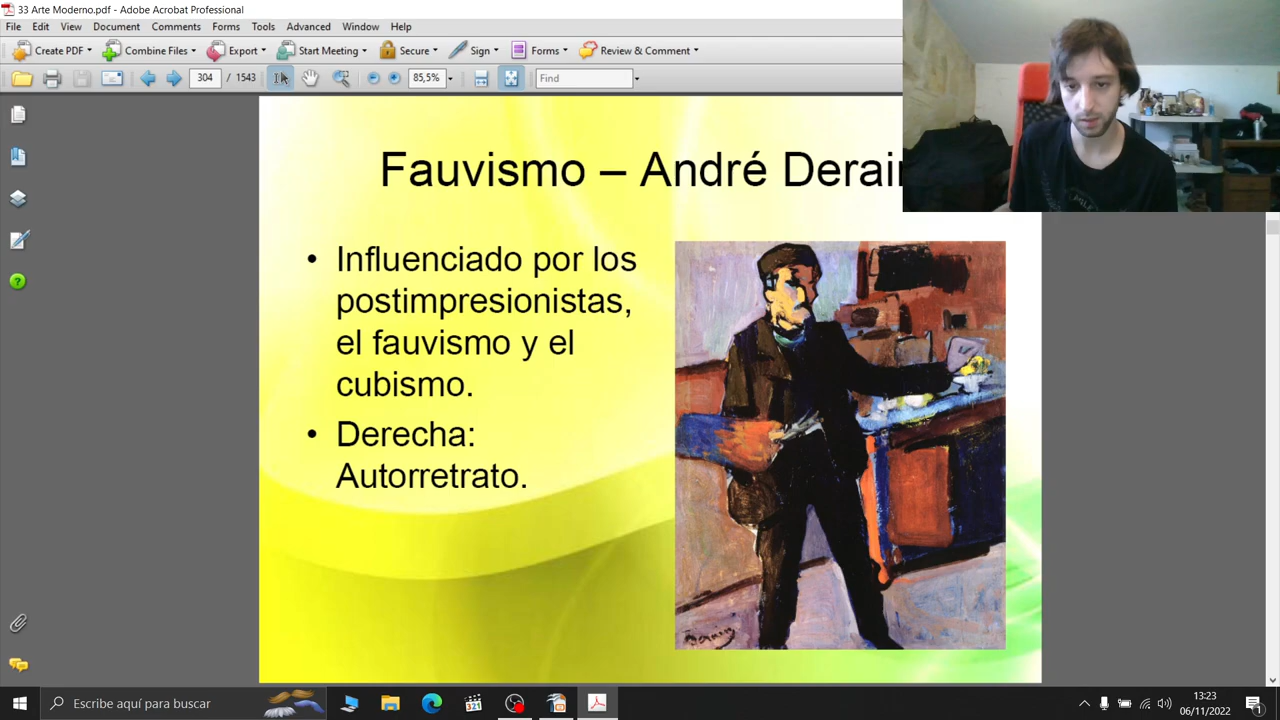 33 Arte Moderno.pdf - Adobe Acrobat Professional
File Edit View Document Comments Forms Tools Advanced Window Help
Create PDF Combine Files Export Start Meeting Secure Sign Forms Review & Comment
304 / 1543 85,5% Find
Fauvismo – André Derain
• Influenciado por los
postimpresionistas,
el fauvismo y el
cubismo.
• Derecha:
Autorretrato.
Escribe aquí para buscar
321
13:23
06/11/2022
1